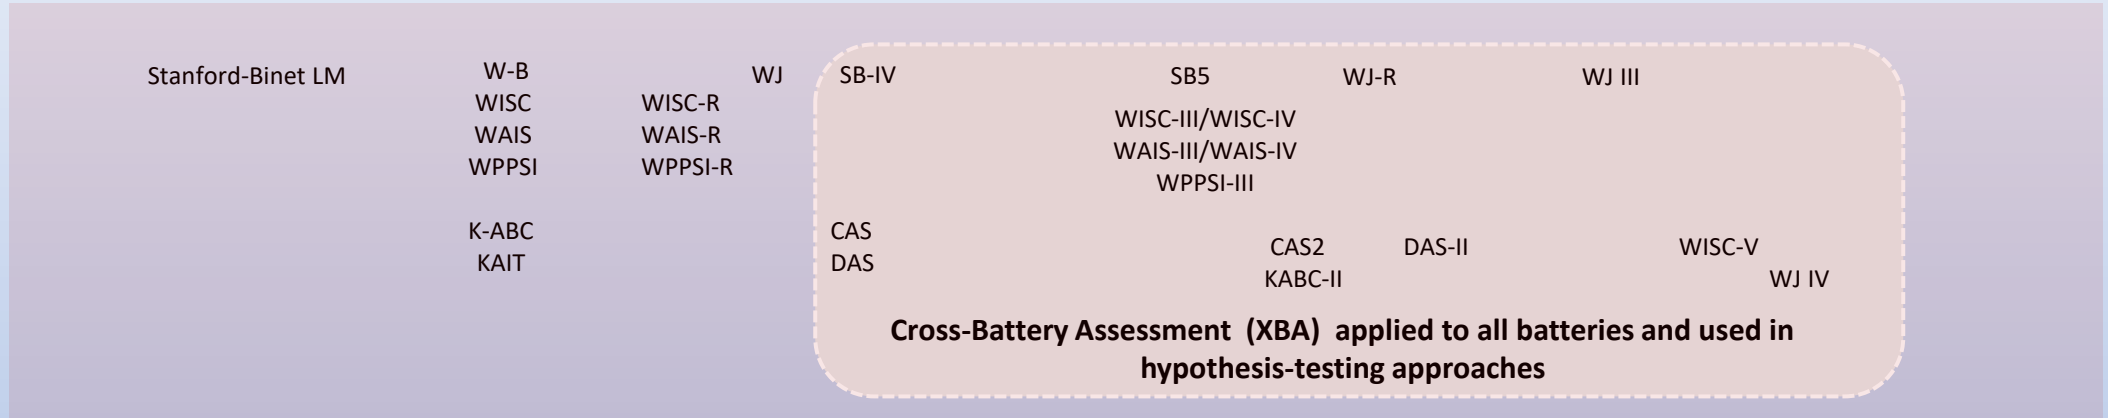 Stanford-Binet LM W-B WJ SB-IV SB5 WJ-R WJ III
WISC WISC-R WISC-III/WISC-IV
WAIS WAIS-R WAIS-III/WAIS-IV
WPPSI WPPSI-R WPPSI-III
K-ABC CAS CAS2 DAS-II WISC-V
KAIT DAS KABC-II WJ IV
Cross-Battery Assessment (XBA) applied to all batteries and used in
hypothesis-testing approaches